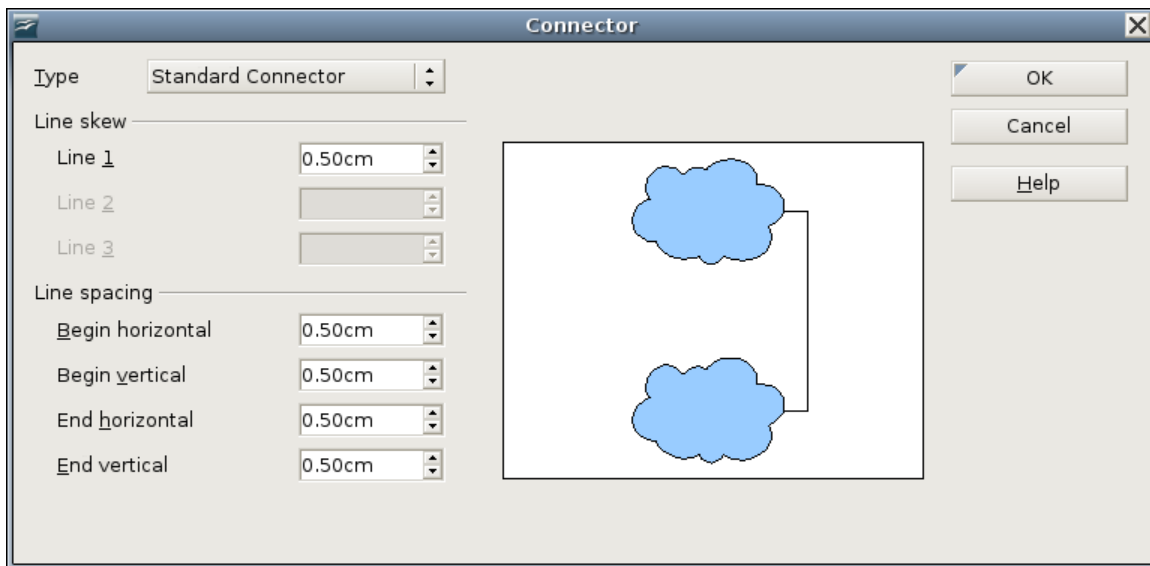 Connector
Type Standard Connector
Line skew
Line 1 0.50cm
Line 2
Line 3
Line spacing
Begin horizontal 0.50cm
Begin vertical 0.50cm
End horizontal 0.50cm
End vertical 0.50cm
OK
Cancel
Help